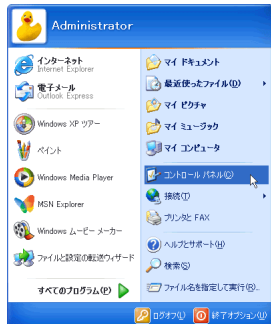 Administrator
インターネット
Internet Explorer
電子メール
Outlook Express
Windows XP ツアー
ペイント
Windows Media Player
MSN Explorer
Windows ムービー メーカー
ファイルと設定の転送ウィザード
すべてのプログラム(P)
マイ ドキュメント
最近使ったファイル(D)
マイ ピクチャ
マイ ミュージック
マイ コンピュータ
コントロール パネル(C)
接続(T)
プリンタと FAX
ヘルプとサポート(H)
検索(S)
ファイル名を指定して実行(R)...
ログオフ(L)
終了オプション(U)